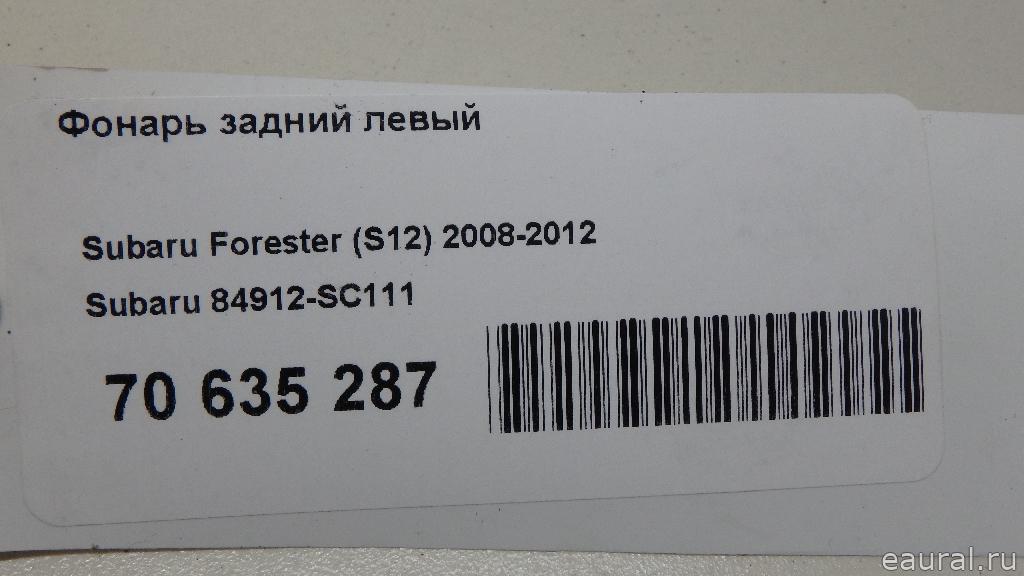 Фонарь задний левый
Subaru Forester (S12) 2008-2012
Subaru 84912-SC111
70 635 287
eaural.ru